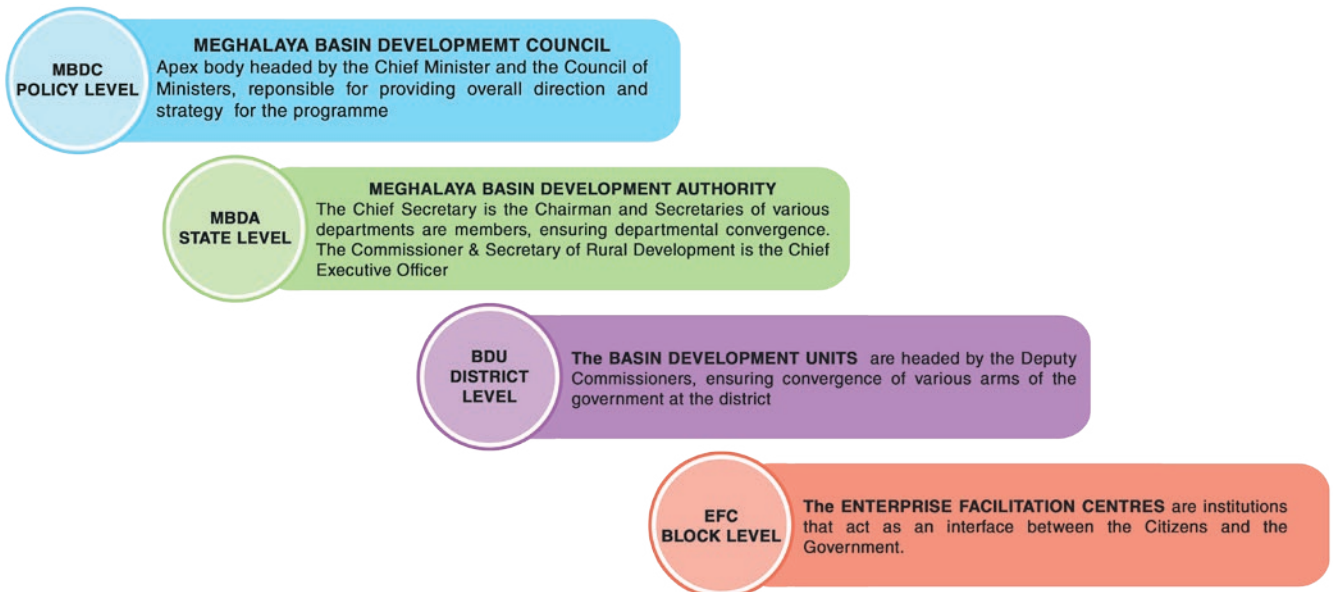 MBDC
POLICY LEVEL
MEGHALAYA BASIN DEVELOPMEMT COUNCIL
Apex body headed by the Chief Minister and the Council of
Ministers, reponsible for providing overall direction and
strategy for the programme
MBDA
STATE LEVEL
MEGHALAYA BASIN DEVELOPMENT AUTHORITY
The Chief Secretary is the Chairman and Secretaries of various
departments are members, ensuring departmental convergence.
The Commissioner & Secretary of Rural Development is the Chief
Executive Officer
BDU
DISTRICT
LEVEL
The BASIN DEVELOPMENT UNITS are headed by the Deputy
Commissioners, ensuring convergence of various arms of the
government at the district
EFC
BLOCK LEVEL
The ENTERPRISE FACILITATION CENTRES are institutions
that act as an interface between the Citizens and the
Government.